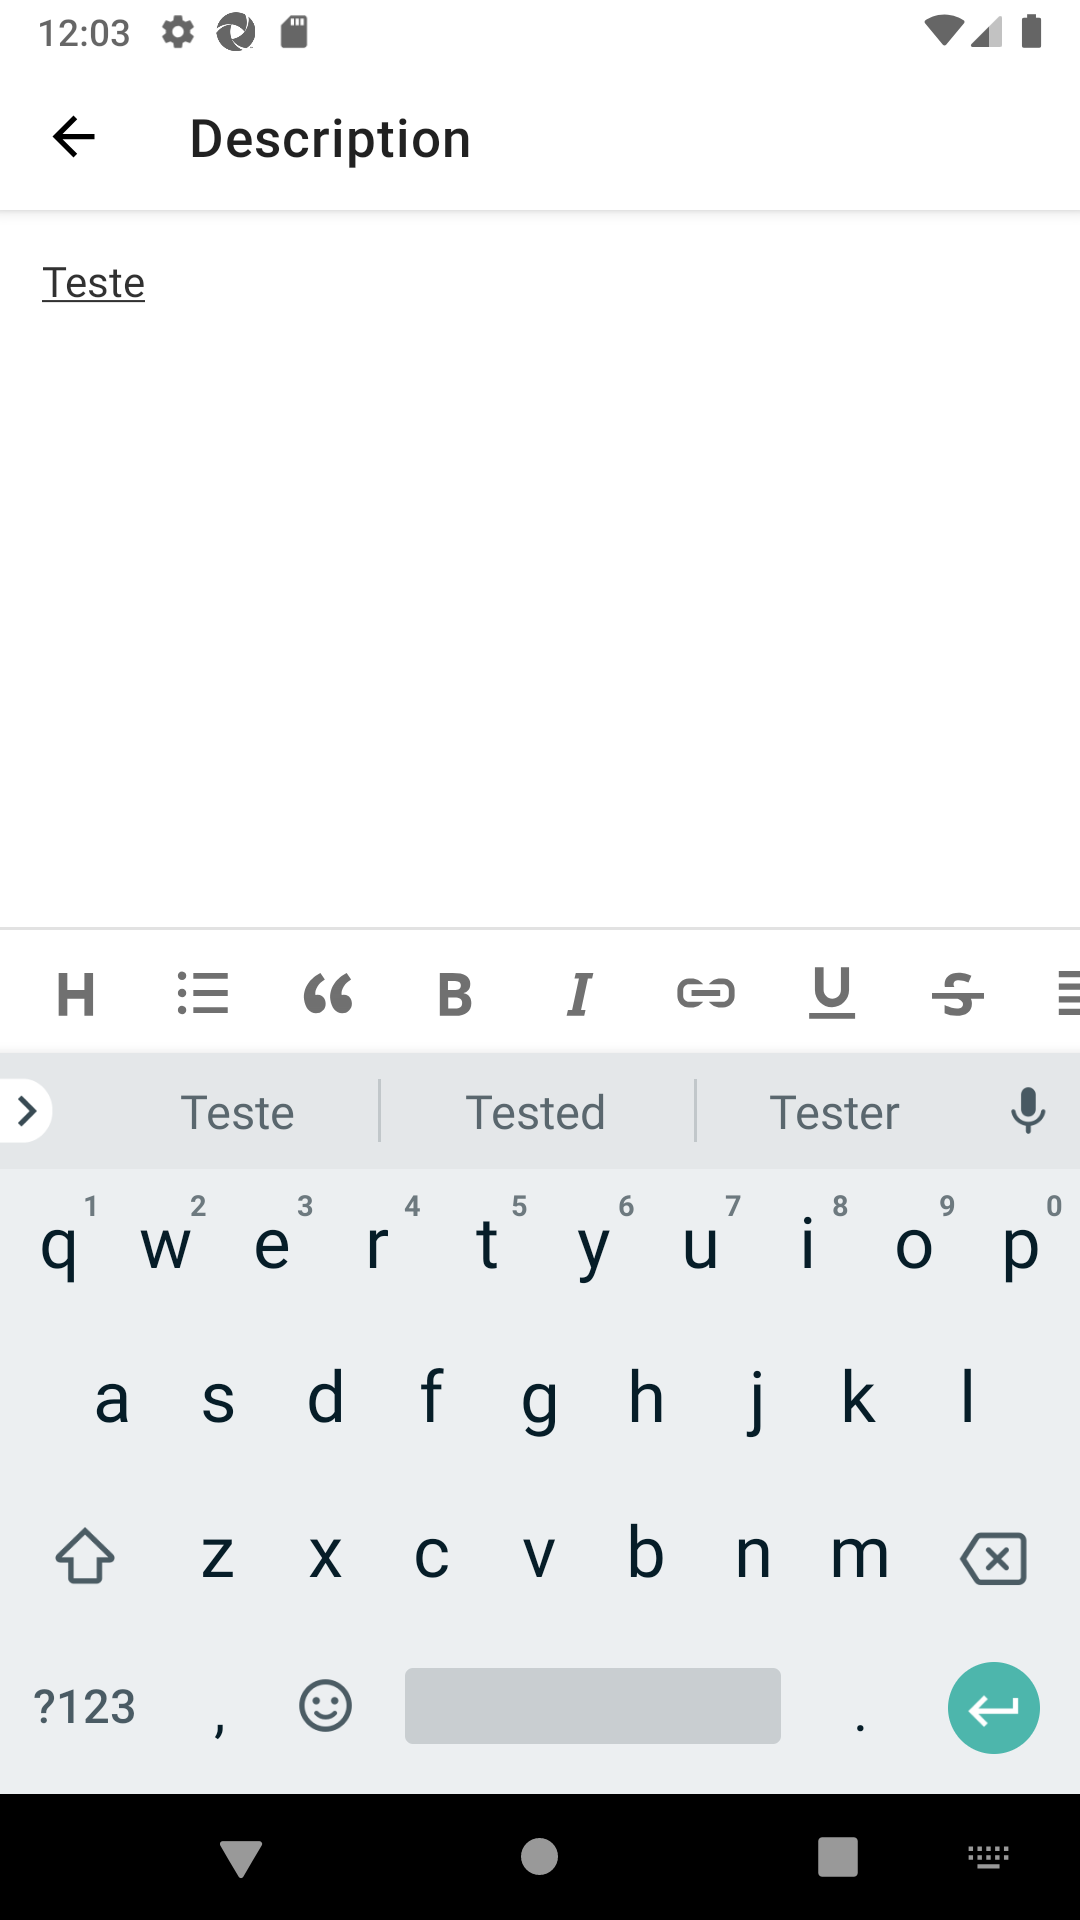 12:03
Description
Teste
H B I U S
Teste Tested Tester
1 2 3 4 5 6 7 8 9 0
q w e r t y u i o p
a s d f g h j k l
z x c v b n m
?123 , .